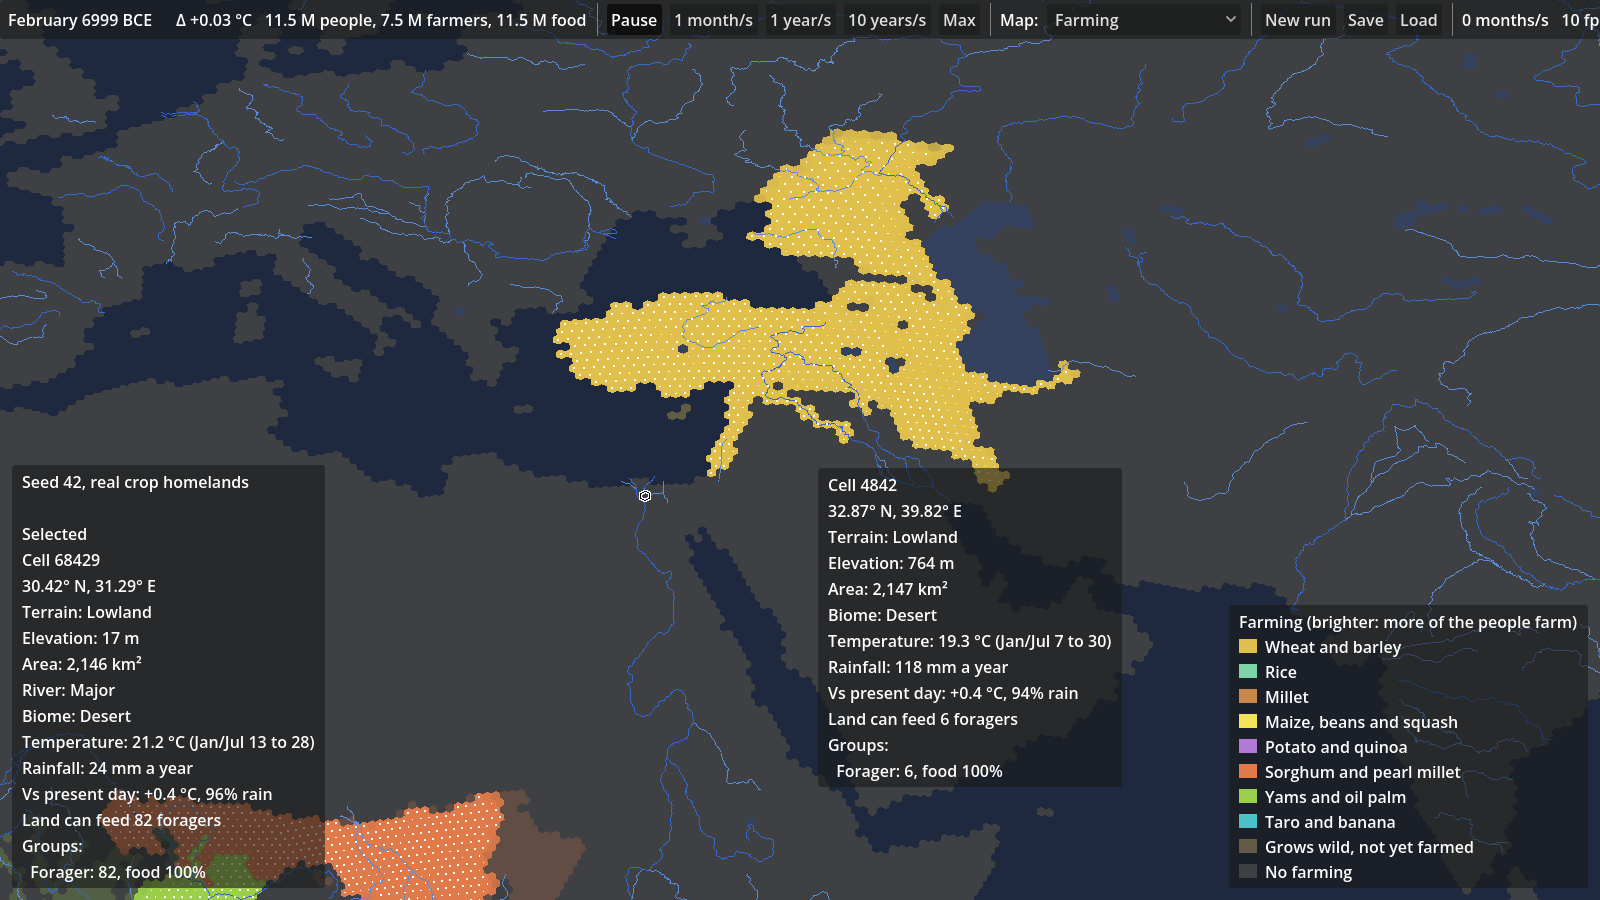 February 6999 BCE Δ +0.03 °C 11.5 M people, 7.5 M farmers, 11.5 M food Pause 1 month/s 1 year/s 10 years/s Max Map: Farming New run Save Load 0 months/s 10 fp
Seed 42, real crop homelands
Selected
Cell 68429
30.42° N, 31.29° E
Terrain: Lowland
Elevation: 17 m
Area: 2,146 km²
River: Major
Biome: Desert
Temperature: 21.2 °C (Jan/Jul 13 to 28)
Rainfall: 24 mm a year
Vs present day: +0.4 °C, 96% rain
Land can feed 82 foragers
Groups:
Forager: 82, food 100%
Cell 4842
32.87° N, 39.82° E
Terrain: Lowland
Elevation: 764 m
Area: 2,147 km²
Biome: Desert
Temperature: 19.3 °C (Jan/Jul 7 to 30)
Rainfall: 118 mm a year
Vs present day: +0.4 °C, 94% rain
Land can feed 6 foragers
Groups:
Forager: 6, food 100%
Farming (brighter: more of the people farm)
Wheat and barley
Rice
Millet
Maize, beans and squash
Potato and quinoa
Sorghum and pearl millet
Yams and oil palm
Taro and banana
Grows wild, not yet farmed
No farming